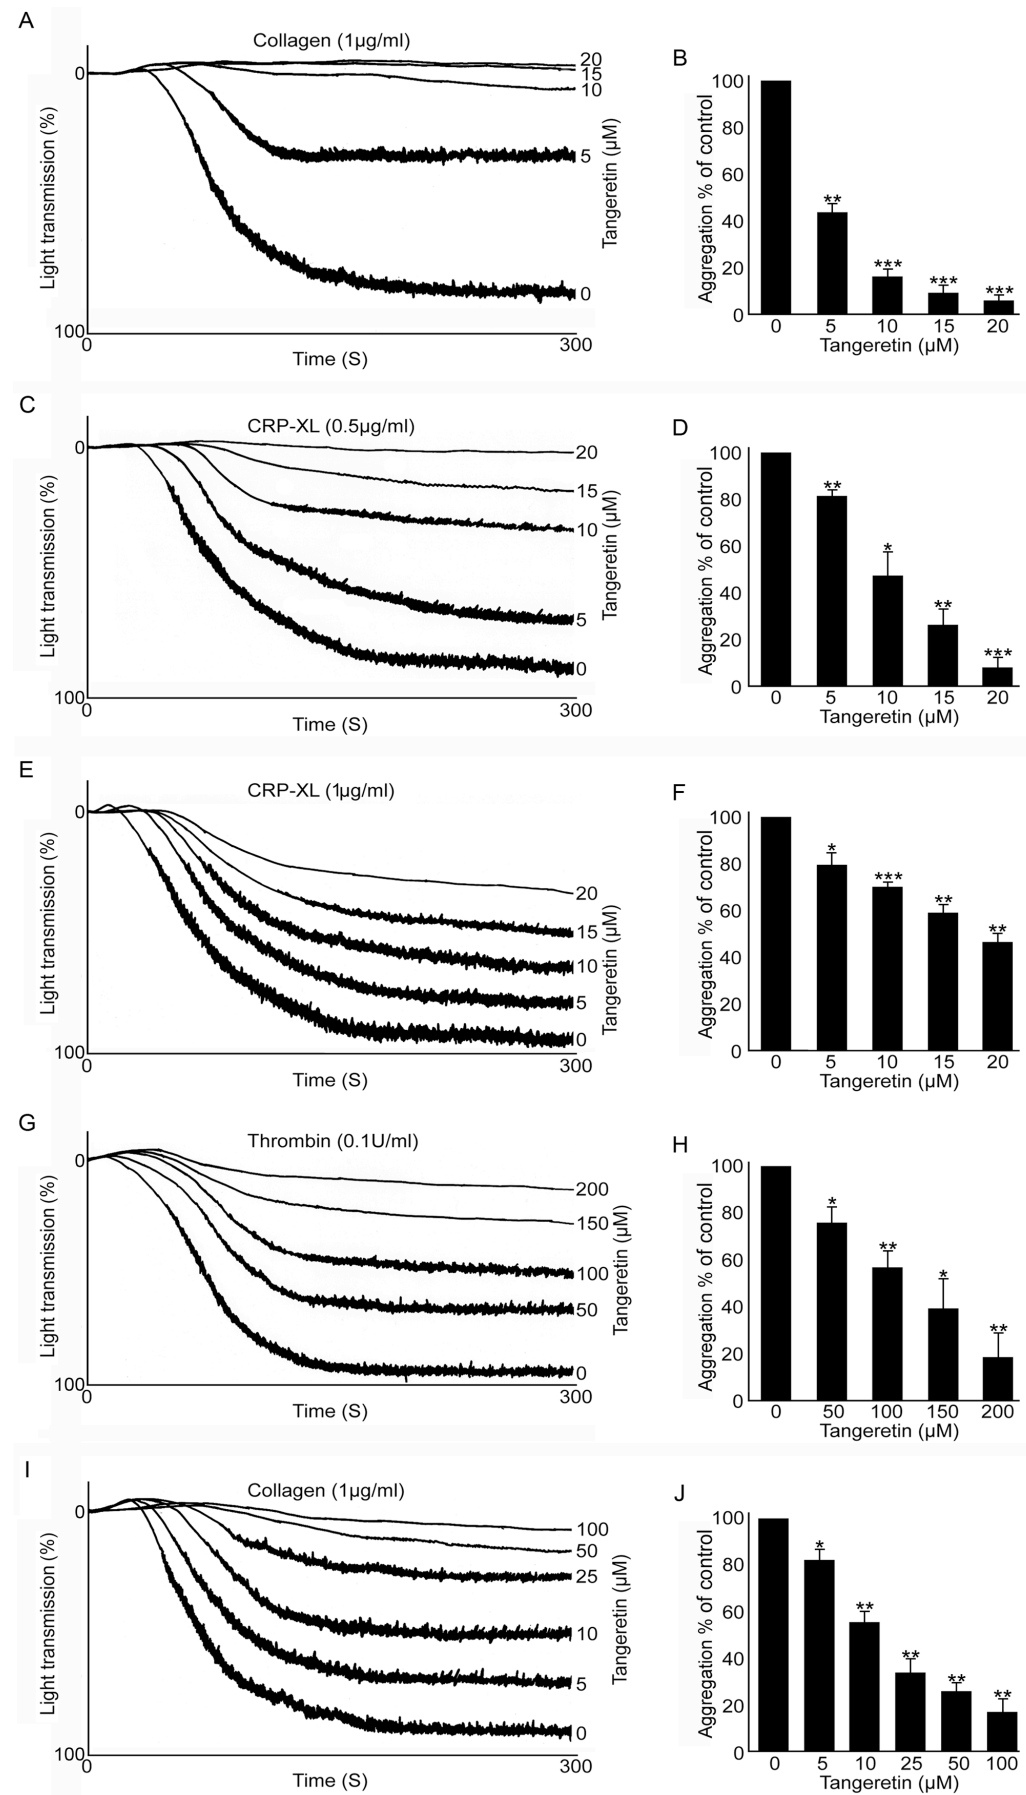 A
Collagen (1µg/ml)
0
20
15
10
5
0
100
0
300
Light transmission (%)
Tangeretin (µM)
Time (S)
B
100
80
60
40
20
0
**
***
***
***
0 5 10 15 20
Aggregation % of control
Tangeretin (µM)
C
CRP-XL (0.5µg/ml)
0
20
15
10
5
0
100
0
300
Light transmission (%)
Tangeretin (µM)
Time (S)
D
100
80
60
40
20
0
**
*
**
***
0 5 10 15 20
Aggregation % of control
Tangeretin (µM)
E
CRP-XL (1µg/ml)
0
20
15
10
5
0
100
0
300
Light transmission (%)
Tangeretin (µM)
Time (S)
F
100
80
60
40
20
0
*
***
**
**
0 5 10 15 20
Aggregation % of control
Tangeretin (µM)
G
Thrombin (0.1U/ml)
0
200
150
100
50
0
100
0
300
Light transmission (%)
Tangeretin (µM)
Time (S)
H
100
80
60
40
20
0
*
**
*
**
0 50 100 150 200
Aggregation % of control
Tangeretin (µM)
I
Collagen (1µg/ml)
0
100
50
25
10
5
0
100
0
300
Light transmission (%)
Tangeretin (µM)
Time (S)
J
100
80
60
40
20
0
*
**
**
**
**
0 5 10 25 50 100
Aggregation % of control
Tangeretin (µM)